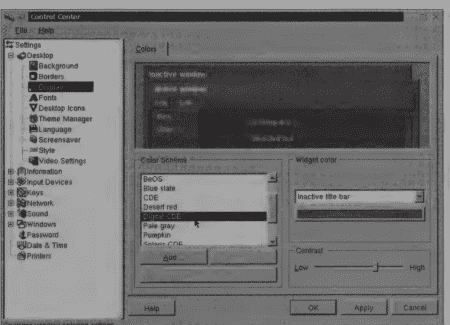 Control Center
File Help
Colors
Settings
Desktop
Background
Borders
Fonts
Desktop Icons
Theme Manager
Language
Screensaver
Style
Video Settings
Information
Input Devices
Keys
Network
Sound
Windows
Password
Date & Time
Printers
Inactive window
Color Scheme
BeOS
Blue slate
CDE
Desert red
Digital CDE
Pale gray
Pumpkin
Solaris CDE
Add
Widget color
Inactive title bar
Contrast
Low High
Help OK Apply Cancel